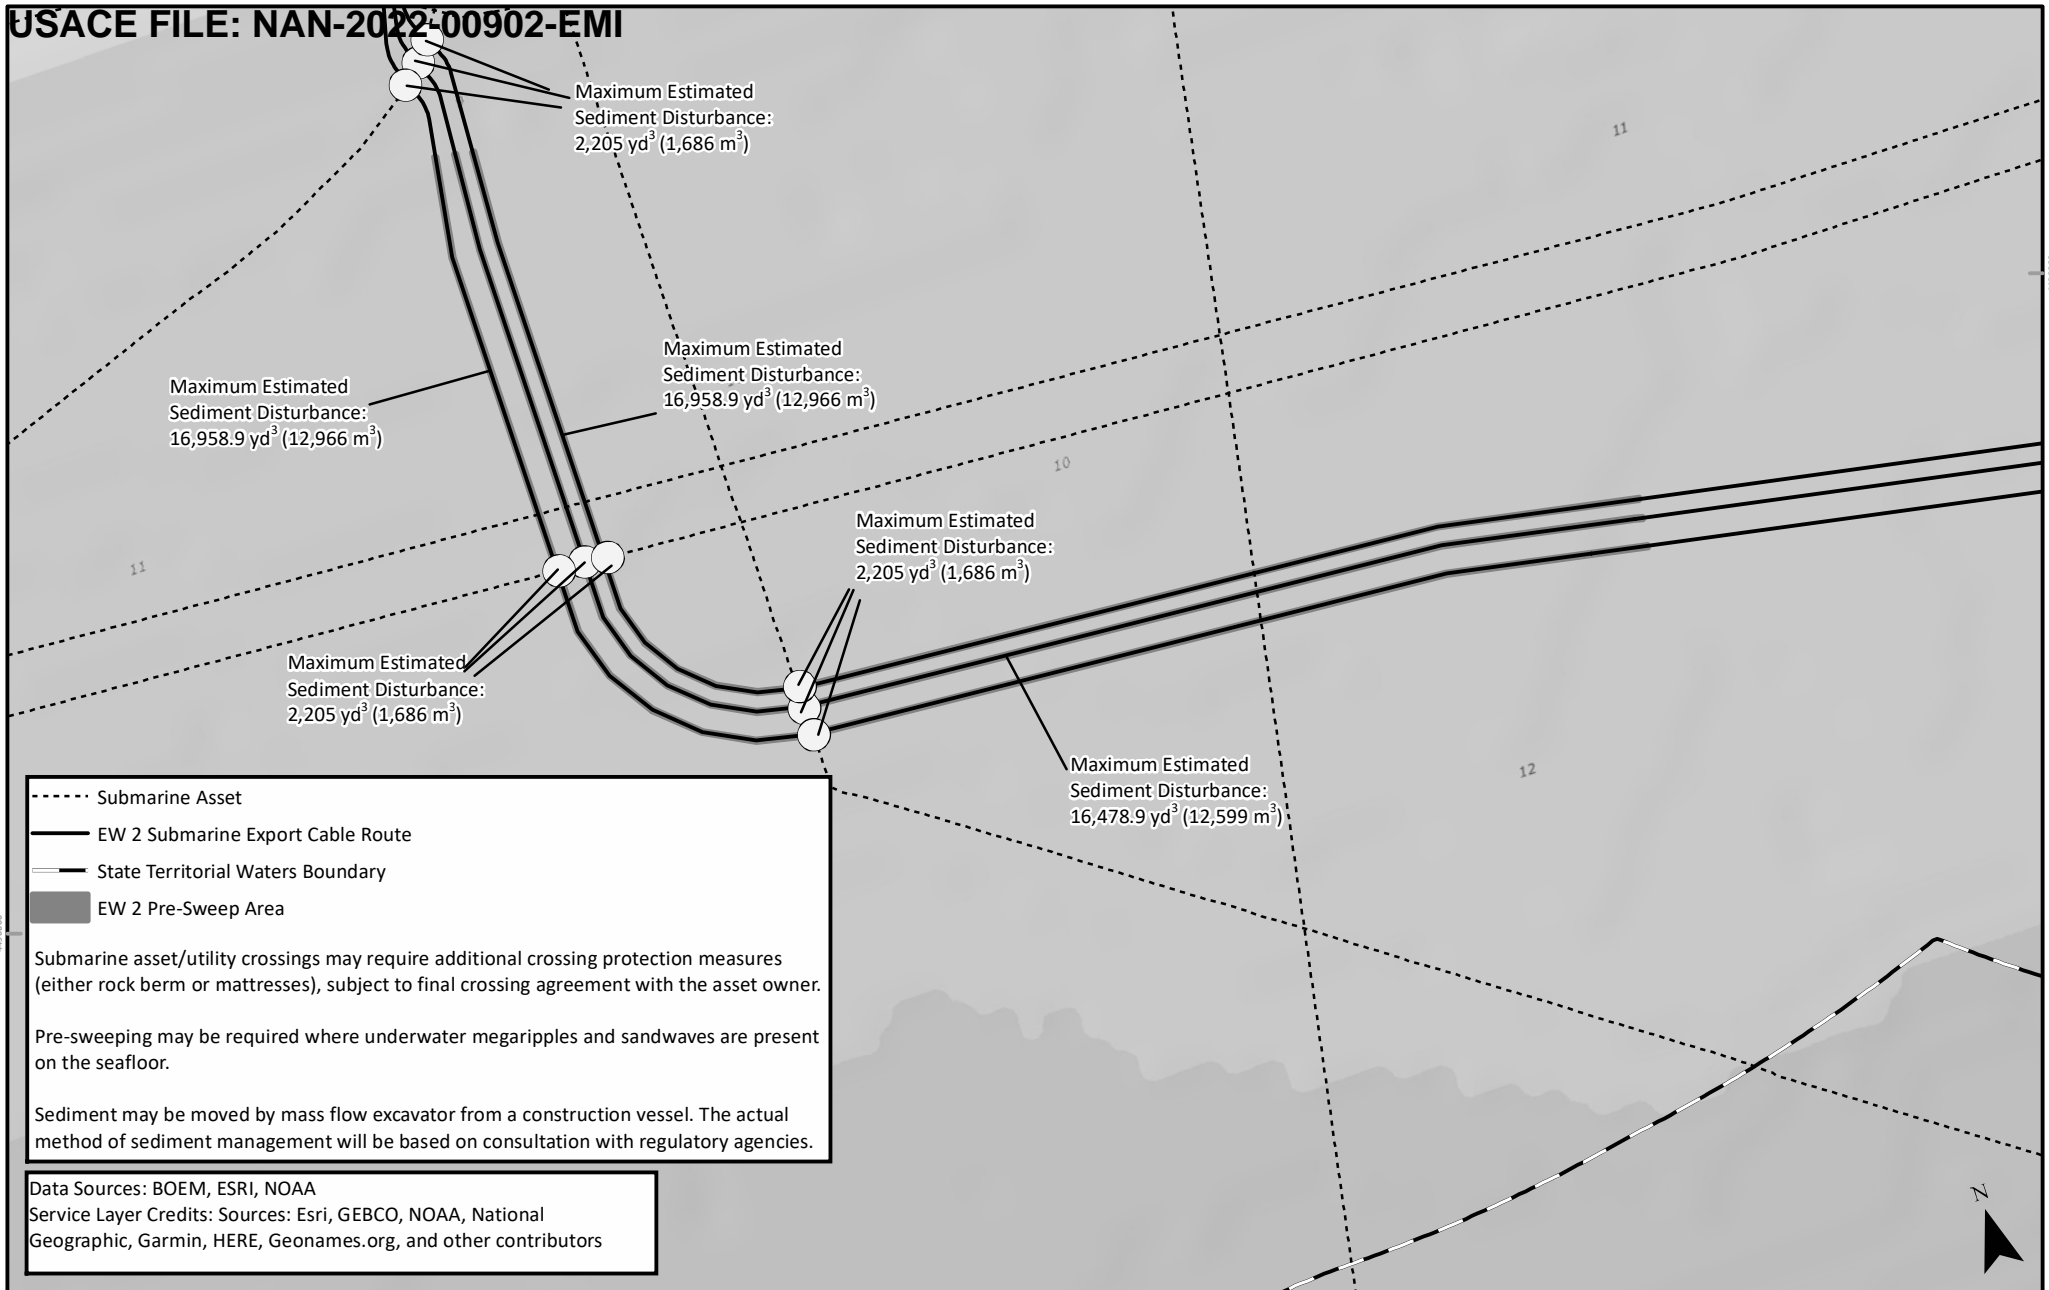 USACE FILE: NAN-2022-00902-EMI
Maximum Estimated
Sediment Disturbance:
2,205 yd³ (1,686 m³)
11
Maximum Estimated
Sediment Disturbance:
16,958.9 yd³ (12,966 m³)
Maximum Estimated
Sediment Disturbance:
16,958.9 yd³ (12,966 m³)
10
Maximum Estimated
Sediment Disturbance:
2,205 yd³ (1,686 m³)
11
Maximum Estimated
Sediment Disturbance:
2,205 yd³ (1,686 m³)
Maximum Estimated
Sediment Disturbance:
16,478.9 yd³ (12,599 m³)
12
Submarine Asset
EW 2 Submarine Export Cable Route
State Territorial Waters Boundary
EW 2 Pre-Sweep Area
Submarine asset/utility crossings may require additional crossing protection measures
(either rock berm or mattresses), subject to final crossing agreement with the asset owner.
Pre-sweeping may be required where underwater megaripples and sandwaves are present
on the seafloor.
Sediment may be moved by mass flow excavator from a construction vessel. The actual
method of sediment management will be based on consultation with regulatory agencies.
Data Sources: BOEM, ESRI, NOAA
Service Layer Credits: Sources: Esri, GEBCO, NOAA, National
Geographic, Garmin, HERE, Geonames.org, and other contributors
N